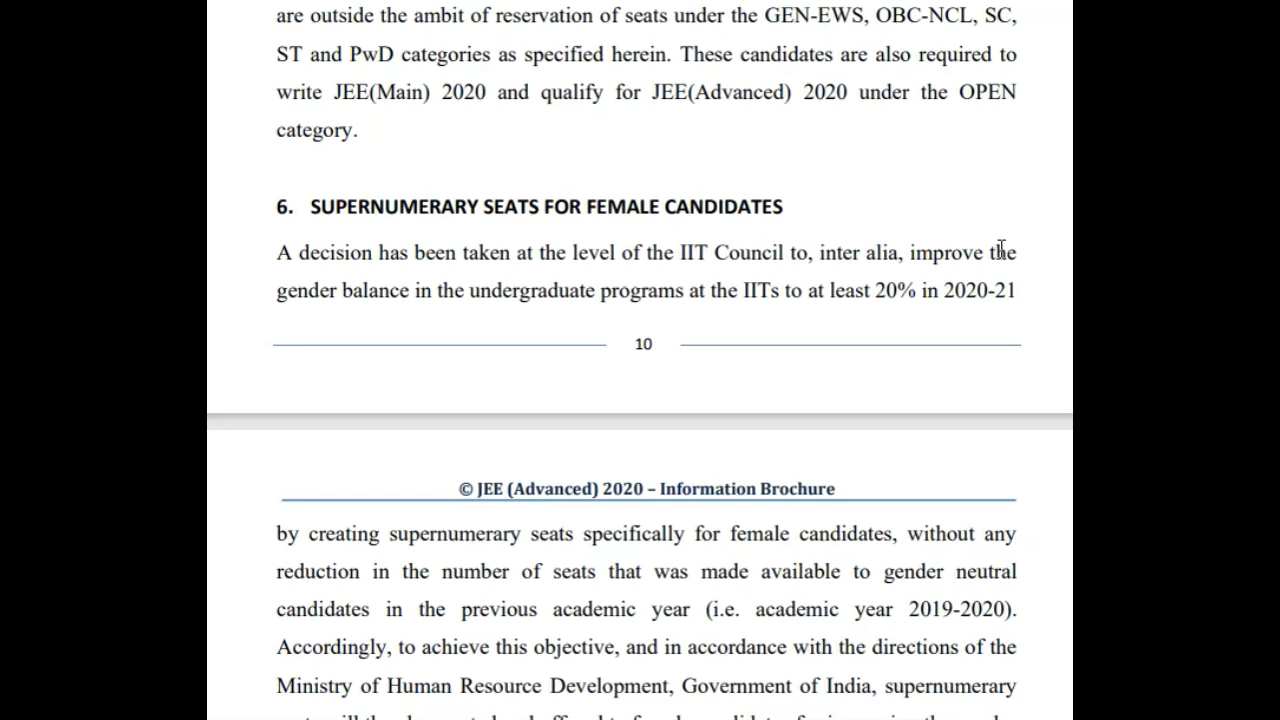 are outside the ambit of reservation of seats under the GEN-EWS, OBC-NCL, SC,
ST and PwD categories as specified herein. These candidates are also required to
write JEE(Main) 2020 and qualify for JEE(Advanced) 2020 under the OPEN
category.
6. SUPERNUMERARY SEATS FOR FEMALE CANDIDATES
A decision has been taken at the level of the IIT Council to, inter alia, improve the
gender balance in the undergraduate programs at the IITs to at least 20% in 2020-21
10
© JEE (Advanced) 2020 – Information Brochure
by creating supernumerary seats specifically for female candidates, without any
reduction in the number of seats that was made available to gender neutral
candidates in the previous academic year (i.e. academic year 2019-2020).
Accordingly, to achieve this objective, and in accordance with the directions of the
Ministry of Human Resource Development, Government of India, supernumerary